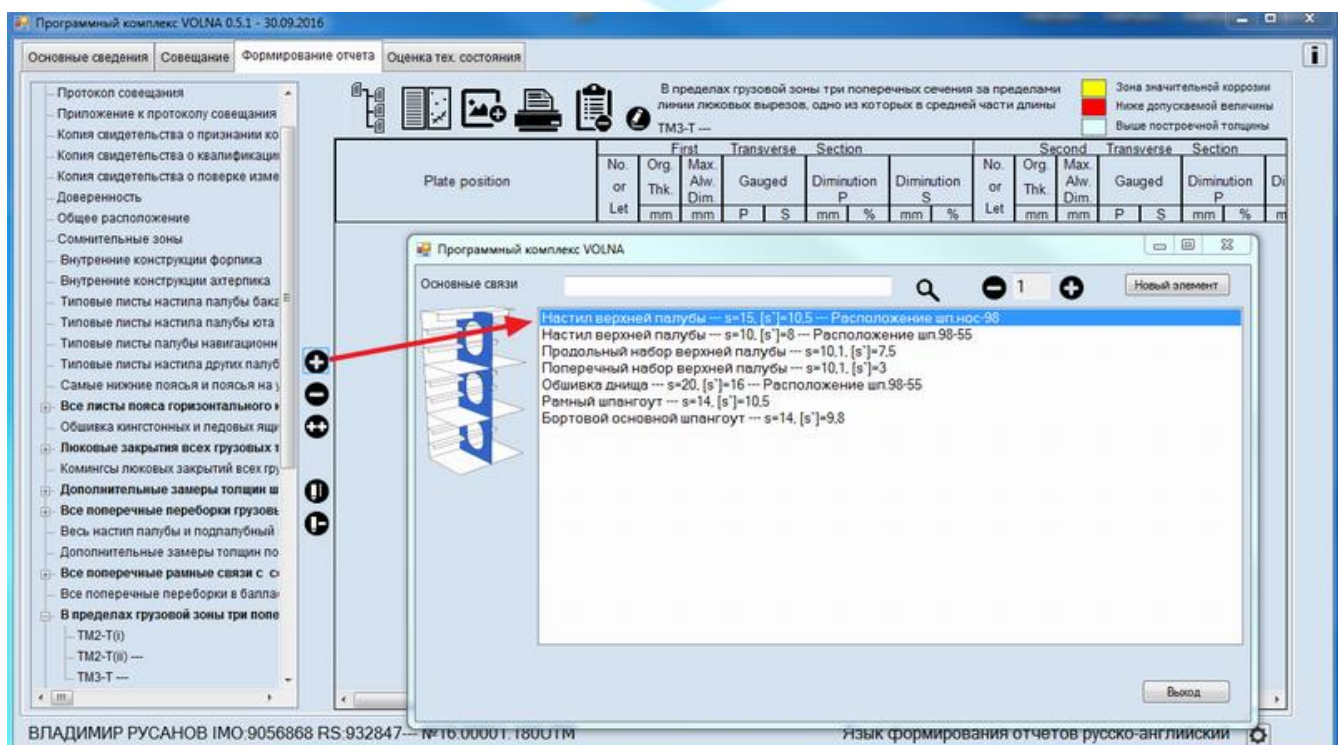 Программный комплекс VOLNA 0.5.1 - 30.09.2016
Основные сведения Совещание Формирование отчета Оценка тех. состояния
Протокол совещания
Приложение к протоколу совещания
Копия свидетельства о признании ко
Копия свидетельства о квалификации
Копия свидетельства о поверке изме
Доверенность
Общее расположение
Сомнительные зоны
Внутренние конструкции форпика
Внутренние конструкции ахтерпика
Типовые листы настила палубы бака
Типовые листы настила палубы юта
Типовые листы палубы навигационн
Типовые листы настила других палуб
Самые нижние поясья и поясья на у
Все листы пояса горизонтального
Обшивка кингстонных и ледовых ящи
Люковые закрытия всех грузовых т
Комингсы люковых закрытий всех гру
Дополнительные замеры толщин ш
Все поперечные переборки грузовь
Весь настил палубы и подпалубный
Дополнительные замеры толщин по
Все поперечные рамные связи с
Все поперечные переборки в балла
В пределах грузовой зоны три попе
TM2-T(i)
TM2-T(ii) ---
TM3-T ---
В пределах грузовой зоны три поперечных сечения за пределами
линии люковых вырезов, одно из которых в средней части длины
TM3-T ---
Зона значительной коррозии
Ниже допускаемой величины
Выше построечной толщины
First Transverse Section Second Transverse Section
Plate position No. or Let Org. Thk. mm Max. Alw. Dim. mm Gauged P S Diminution P mm % Diminution S mm % No. or Let Org. Thk. mm Max. Alw. Dim. mm Gauged P S Diminution P mm % Di m
Программный комплекс VOLNA
Основные связи 1 Новый элемент
Настил верхней палубы --- s=15, [s`]=10,5 --- Расположение шп.нос-98
Настил верхней палубы --- s=10, [s`]=8 --- Расположение шп.98-55
Продольный набор верхней палубы --- s=10,1, [s`]=7,5
Поперечный набор верхней палубы --- s=10,1, [s`]=3
Обшивка днища --- s=20, [s`]=16 --- Расположение шп.98-55
Рамный шпангоут --- s=14, [s`]=10,5
Бортовой основной шпангоут --- s=14, [s`]=9,8
Выход
ВЛАДИМИР РУСАНОВ IMO:9056868 RS:932847--- №16.00001.180UTM Язык формирования отчетов русско-английский